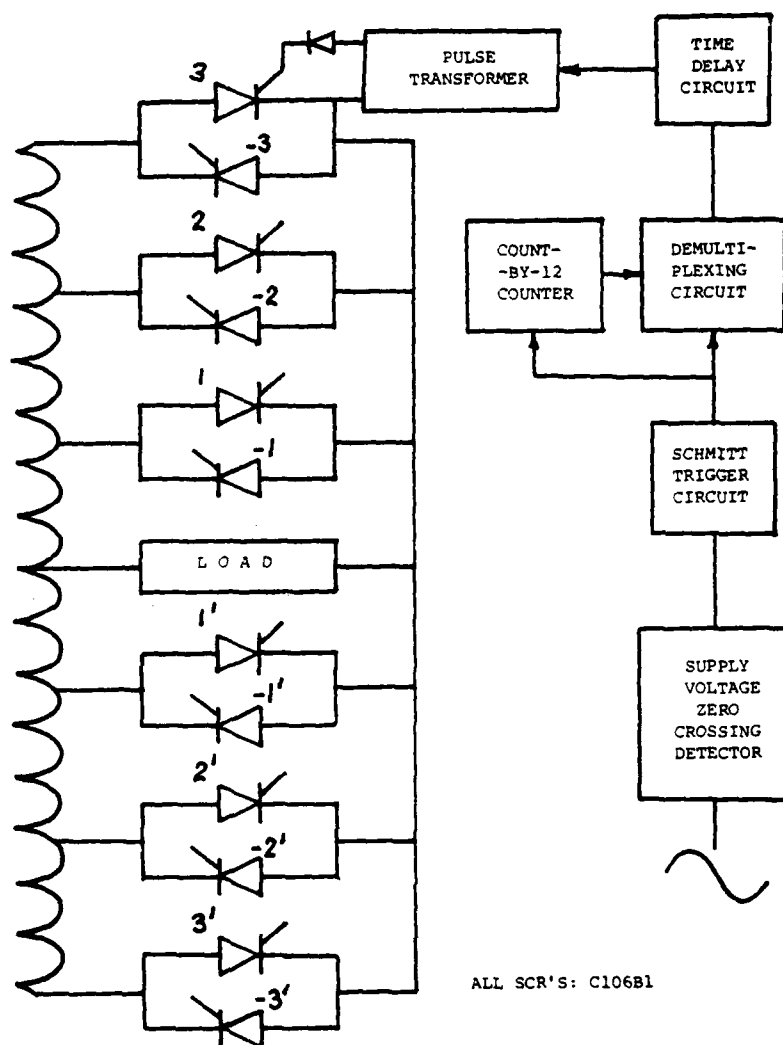 3
PULSE
TRANSFORMER
TIME
DELAY
CIRCUIT
-3
2
-2
COUNT-
-BY-12
COUNTER
DEMULTI-
PLEXING
CIRCUIT
1
-1
SCHMITT
TRIGGER
CIRCUIT
L O A D
1'
-1'
SUPPLY
VOLTAGE
ZERO
CROSSING
DETECTOR
2'
-2'
3'
-3'
ALL SCR'S: C106B1